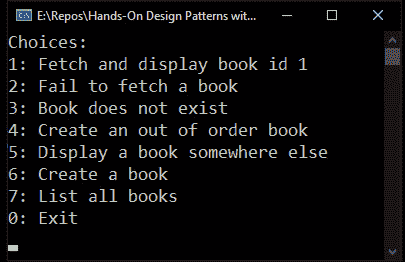 E:\Repos\Hands-On Design Patterns wit...
Choices:
1: Fetch and display book id 1
2: Fail to fetch a book
3: Book does not exist
4: Create an out of order book
5: Display a book somewhere else
6: Create a book
7: List all books
0: Exit